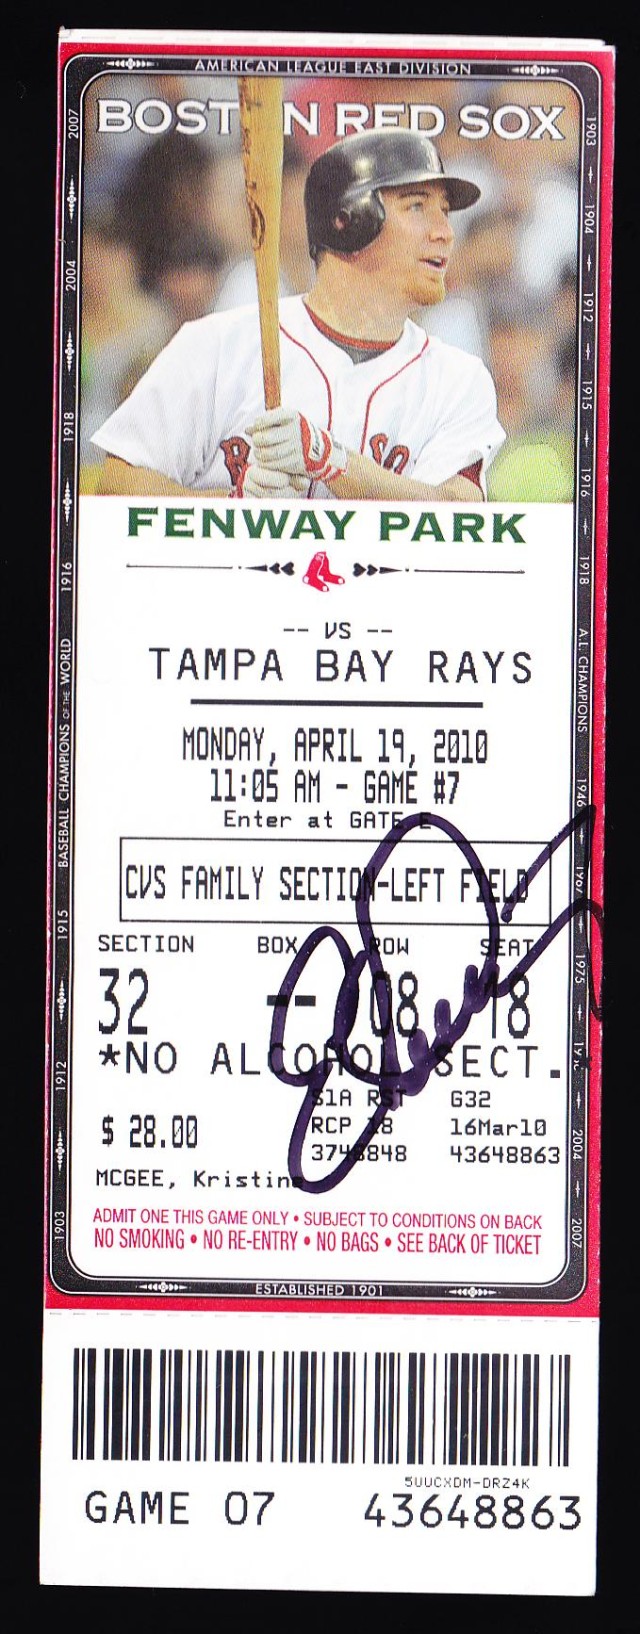 AMERICAN LEAGUE EAST DIVISION
BOSTON RED SOX
FENWAY PARK
-- VS --
TAMPA BAY RAYS
MONDAY, APRIL 19, 2010
11:05 AM - GAME #7
Enter at GATE E
CVS FAMILY SECTION-LEFT FIELD
SECTION BOX ROW SEAT
32 -- 08 18
*NO ALCOHOL SECT.*
S1A RST G32
$ 28.00 RCP 18 16Mar10
3748848 43648863
MCGEE, Kristine
ADMIT ONE THIS GAME ONLY • SUBJECT TO CONDITIONS ON BACK
NO SMOKING • NO RE-ENTRY • NO BAGS • SEE BACK OF TICKET
ESTABLISHED 1901
1903 1912 1915 BASEBALL CHAMPIONS OF THE WORLD 1916 1918 2004 2007
1903 1904 1912 1915 1916 1918 A.L. CHAMPIONS 1946 1975 2004 2007
5UUCXDM-DRZ4K
GAME 07 43648863